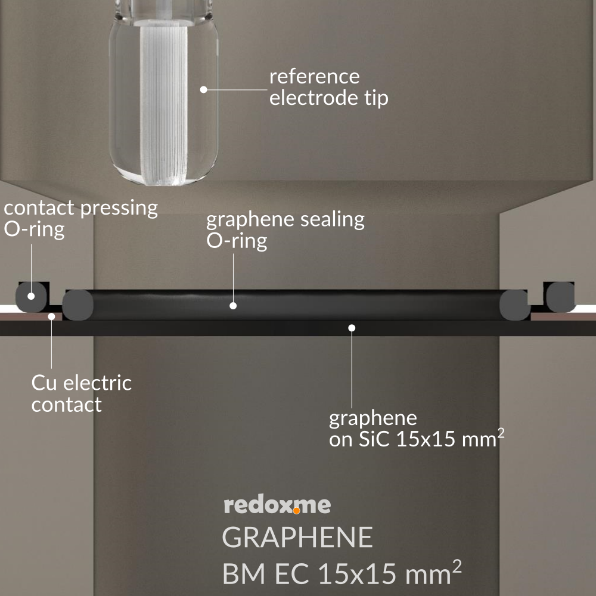 reference
electrode tip
contact pressing
O-ring
graphene sealing
O-ring
Cu electric
contact
graphene
on SiC 15x15 mm²
redox.me
GRAPHENE
BM EC 15x15 mm²